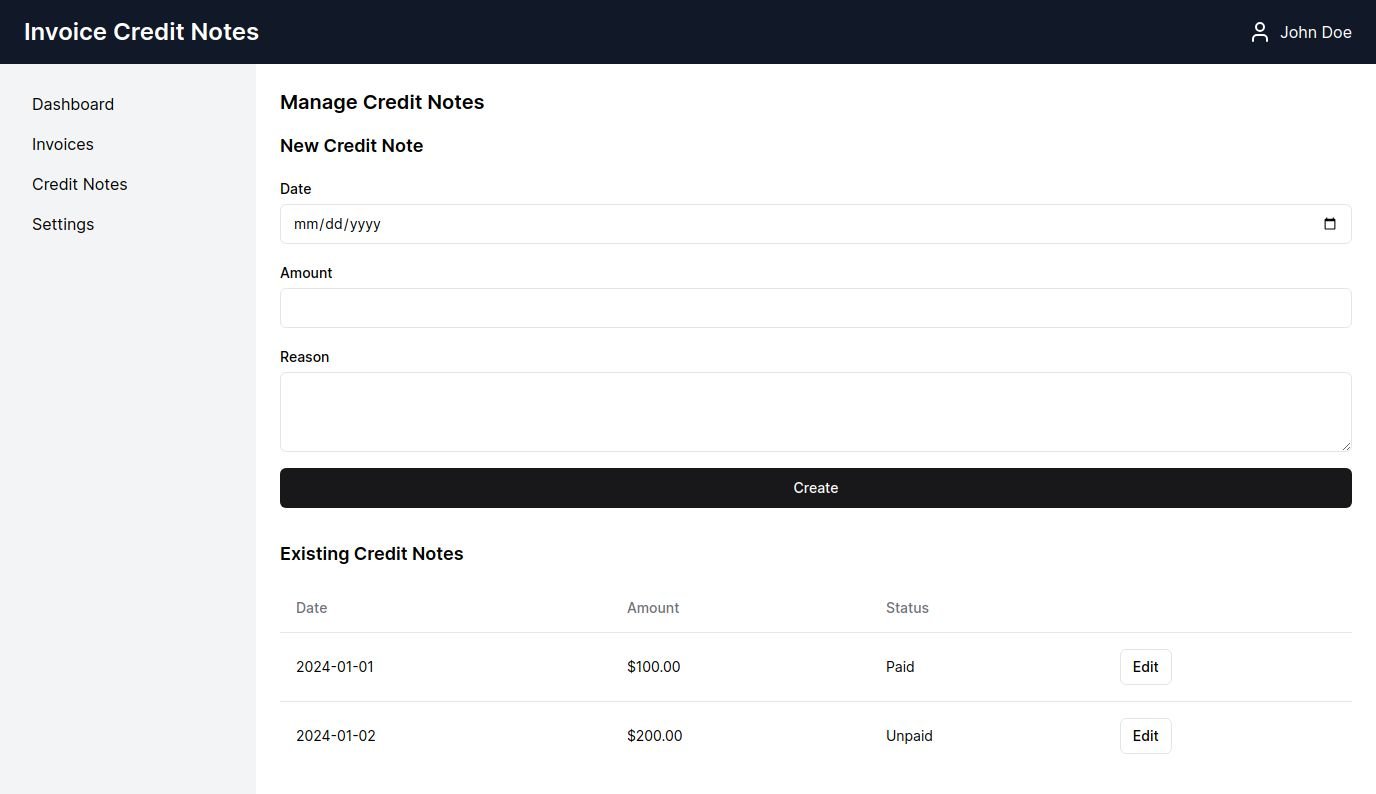 Invoice Credit Notes
John Doe
Dashboard
Invoices
Credit Notes
Settings
Manage Credit Notes
New Credit Note
Date
mm/dd/yyyy
Amount
Reason
Create
Existing Credit Notes
Date Amount Status
2024-01-01 $100.00 Paid Edit
2024-01-02 $200.00 Unpaid Edit